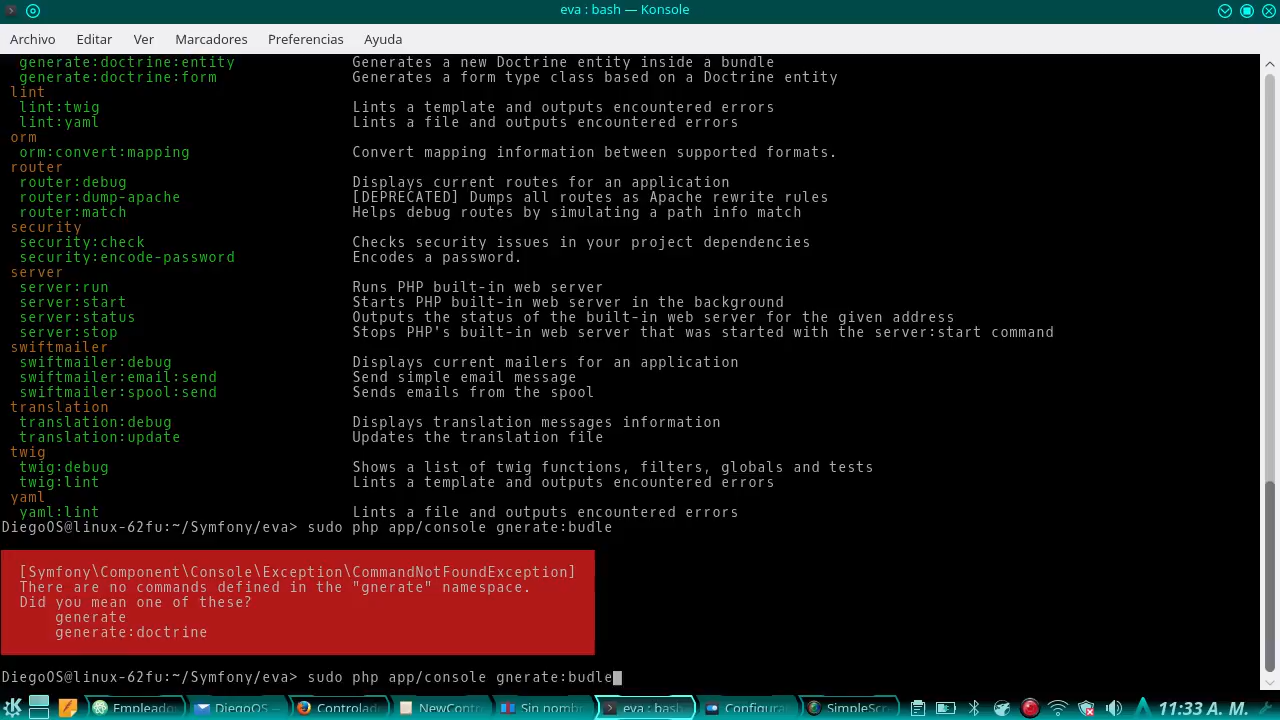 eva : bash — Konsole
Archivo Editar Ver Marcadores Preferencias Ayuda
generate:doctrine:entity Generates a new Doctrine entity inside a bundle
generate:doctrine:form Generates a form type class based on a Doctrine entity
lint
lint:twig Lints a template and outputs encountered errors
lint:yaml Lints a file and outputs encountered errors
orm
orm:convert:mapping Convert mapping information between supported formats.
router
router:debug Displays current routes for an application
router:dump-apache [DEPRECATED] Dumps all routes as Apache rewrite rules
router:match Helps debug routes by simulating a path info match
security
security:check Checks security issues in your project dependencies
security:encode-password Encodes a password.
server
server:run Runs PHP built-in web server
server:start Starts PHP built-in web server in the background
server:status Outputs the status of the built-in web server for the given address
server:stop Stops PHP's built-in web server that was started with the server:start command
swiftmailer
swiftmailer:debug Displays current mailers for an application
swiftmailer:email:send Send simple email message
swiftmailer:spool:send Sends emails from the spool
translation
translation:debug Displays translation messages information
translation:update Updates the translation file
twig
twig:debug Shows a list of twig functions, filters, globals and tests
twig:lint Lints a template and outputs encountered errors
yaml
yaml:lint Lints a file and outputs encountered errors
DiegoOS@linux-62fu:~/Symfony/eva> sudo php app/console gnerate:budle
[Symfony\Component\Console\Exception\CommandNotFoundException]
There are no commands defined in the "gnerate" namespace.
Did you mean one of these?
generate
generate:doctrine
DiegoOS@linux-62fu:~/Symfony/eva> sudo php app/console gnerate:budle
Empleado DiegoOS — Controlado NewContr Sin nombr eva : bash Configura SimpleScr 11:33 A. M.